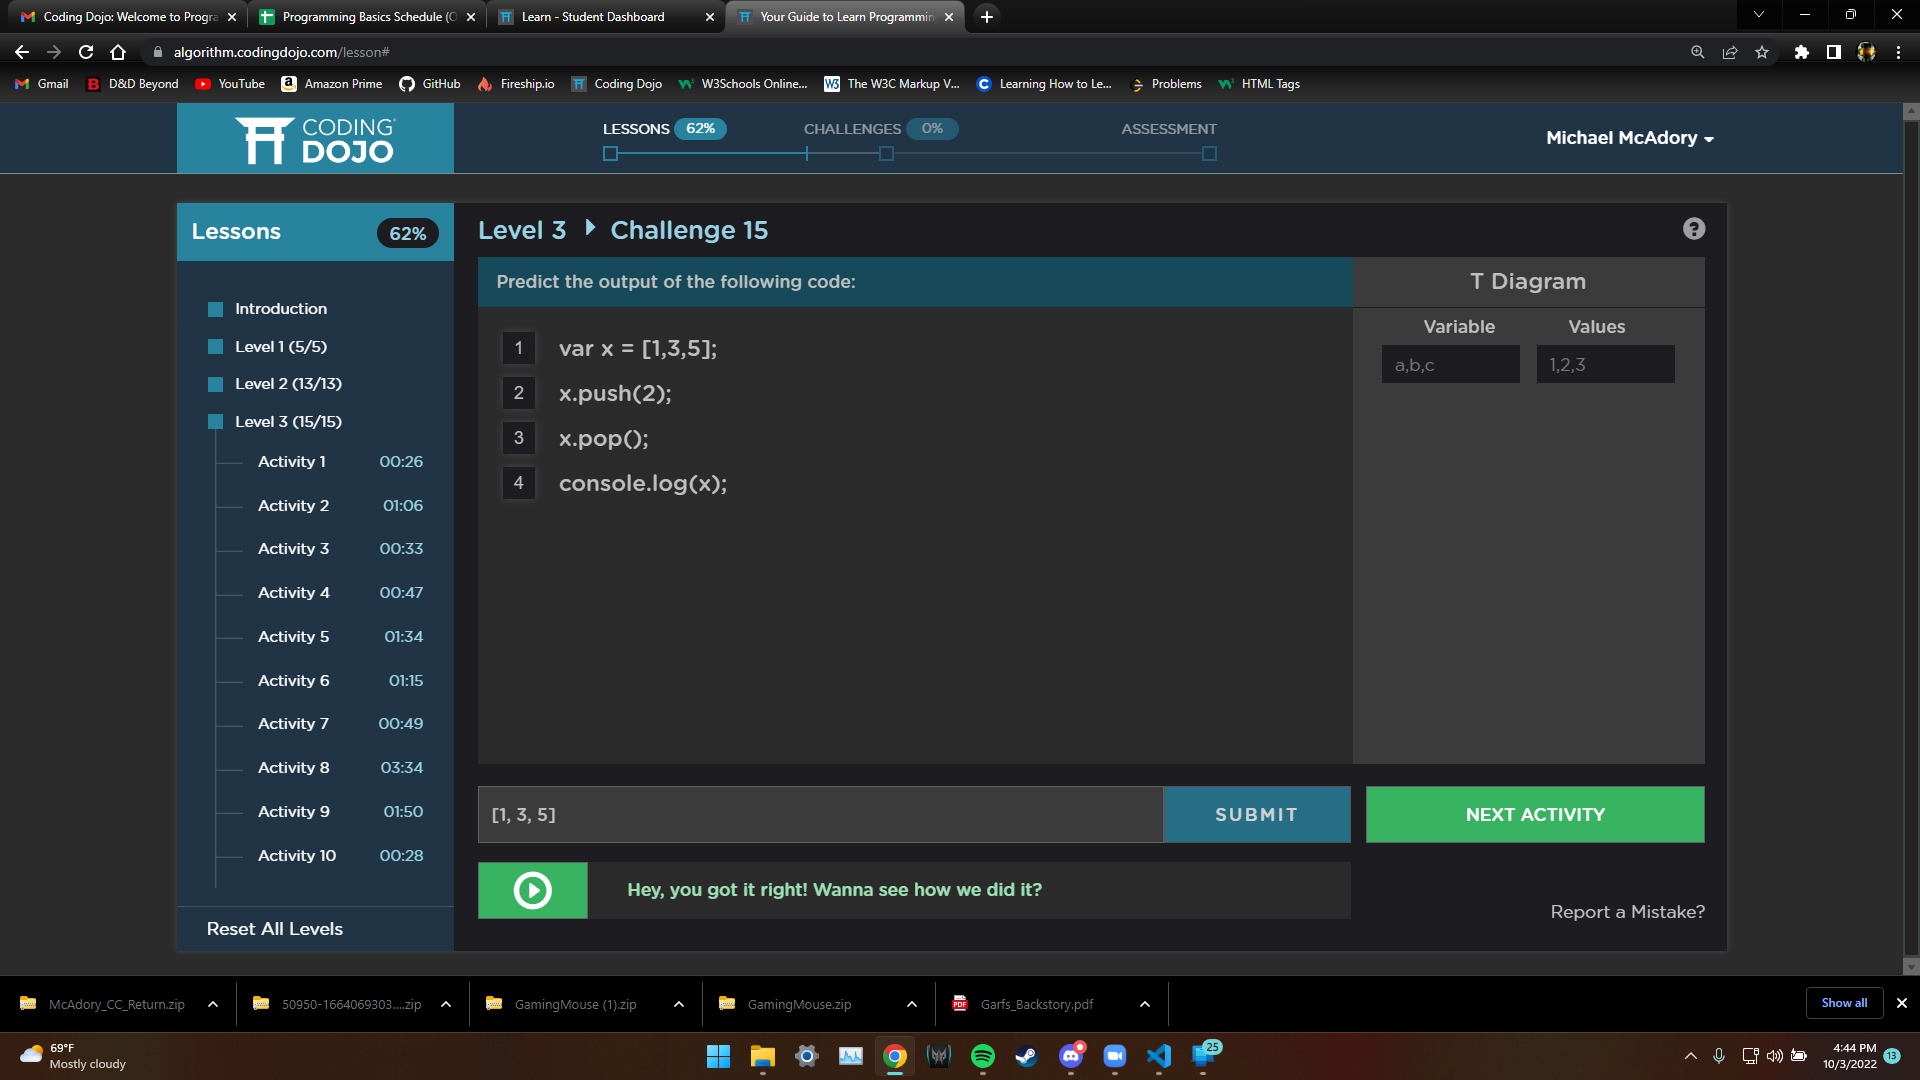 Coding Dojo: Welcome to Progra
Programming Basics Schedule (O
Learn - Student Dashboard
Your Guide to Learn Programmin
algorithm.codingdojo.com/lesson#
Gmail
D&D Beyond
YouTube
Amazon Prime
GitHub
Fireship.io
Coding Dojo
W3Schools Online...
The W3C Markup V...
Learning How to Le...
Problems
HTML Tags
CODING
DOJO
LESSONS 62%
CHALLENGES 0%
ASSESSMENT
Michael McAdory
Lessons 62%
Introduction
Level 1 (5/5)
Level 2 (13/13)
Level 3 (15/15)
Activity 1 00:26
Activity 2 01:06
Activity 3 00:33
Activity 4 00:47
Activity 5 01:34
Activity 6 01:15
Activity 7 00:49
Activity 8 03:34
Activity 9 01:50
Activity 10 00:28
Reset All Levels
Level 3 Challenge 15
?
Predict the output of the following code:
1 var x = [1,3,5];
2 x.push(2);
3 x.pop();
4 console.log(x);
T Diagram
Variable Values
a,b,c 1,2,3
[1, 3, 5]
SUBMIT
NEXT ACTIVITY
Hey, you got it right! Wanna see how we did it?
Report a Mistake?
McAdory_CC_Return.zip
50950-1664069303....zip
GamingMouse (1).zip
GamingMouse.zip
PDF
Garfs_Backstory.pdf
Show all
69°F
Mostly cloudy
25
4:44 PM
10/3/2022
13